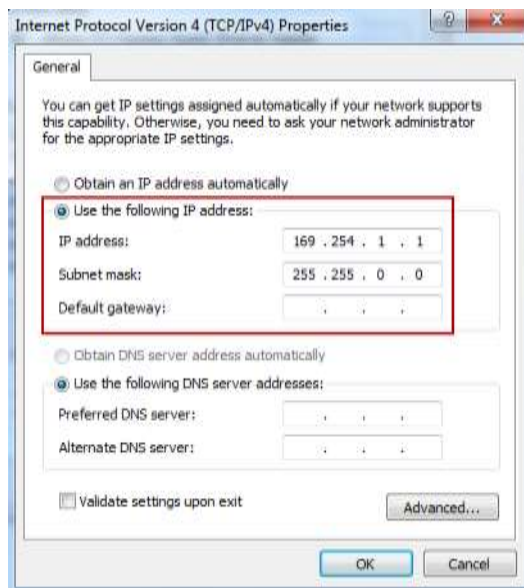 Internet Protocol Version 4 (TCP/IPv4) Properties
General
You can get IP settings assigned automatically if your network supports
this capability. Otherwise, you need to ask your network administrator
for the appropriate IP settings.
Obtain an IP address automatically
Use the following IP address:
IP address: 169 . 254 . 1 . 1
Subnet mask: 255 . 255 . 0 . 0
Default gateway: . . .
Obtain DNS server address automatically
Use the following DNS server addresses:
Preferred DNS server: . . .
Alternate DNS server: . . .
Validate settings upon exit
Advanced...
OK Cancel